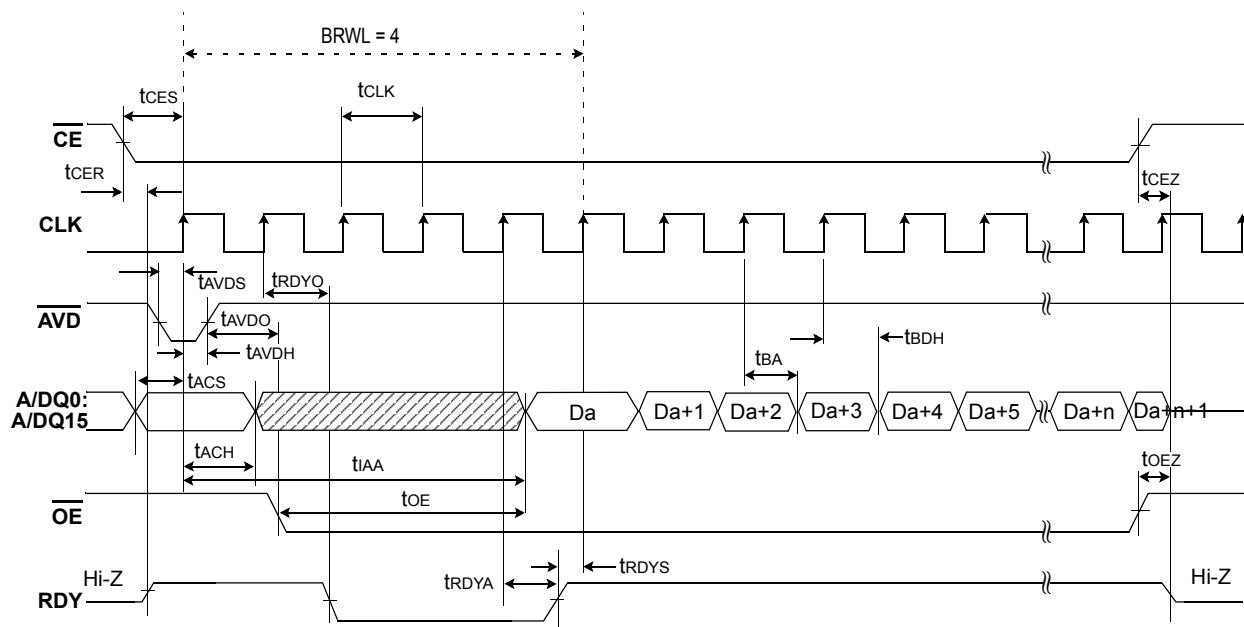 BRWL = 4
tCES
tCLK
CE
tCER
tCEZ
CLK
tAVDS
tRDYO
AVD
tAVDO
tBDH
tAVDH
tBA
tACS
A/DQ0:
A/DQ15
Da
Da+1
Da+2
Da+3
Da+4
Da+5
Da+n
Da+n+1
tACH
tIAA
tOEZ
OE
tOE
Hi-Z
tRDYA
tRDYS
Hi-Z
RDY